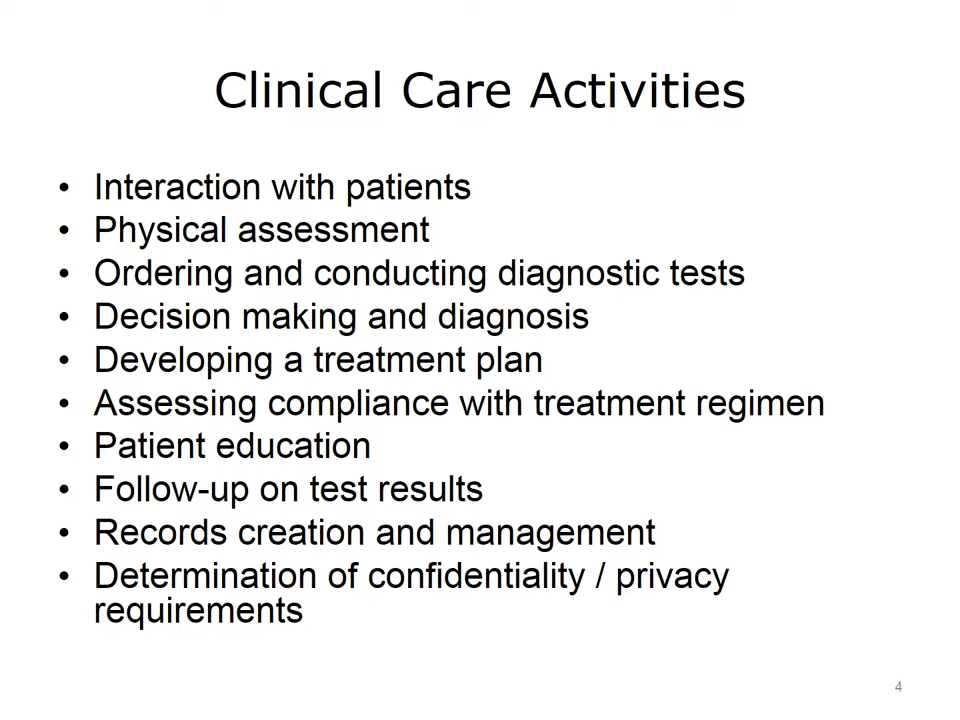 Clinical Care Activities
• Interaction with patients
• Physical assessment
• Ordering and conducting diagnostic tests
• Decision making and diagnosis
• Developing a treatment plan
• Assessing compliance with treatment regimen
• Patient education
• Follow-up on test results
• Records creation and management
• Determination of confidentiality / privacy
requirements
4